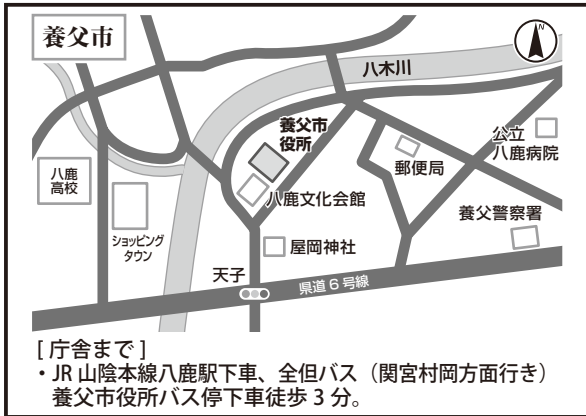 養父市
N
八木川
養父市
役所
公立
八鹿病院
郵便局
八鹿
高校
八鹿文化会館
ショッピング
タウン
養父警察署
屋岡神社
天子
県道6号線
[庁舎まで]
・JR山陰本線八鹿駅下車、全但バス（関宮村岡方面行き）
養父市役所バス停下車徒歩3分。